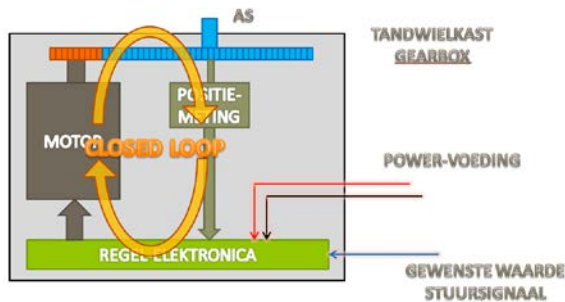 AS
TANDWIELKAST
GEARBOX
POSITIE-
METING
MOTOR
CLOSED LOOP
POWER-VOEDING
REGEL-ELEKTRONICA
GEWENSTE WAARDE
STUURSIGNAAL